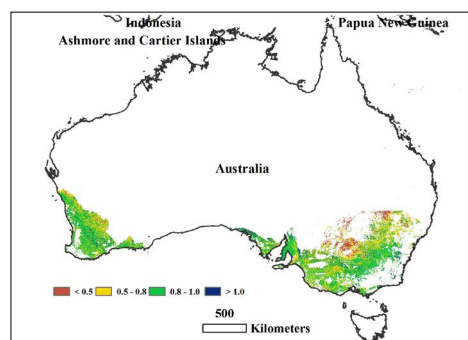 Indonesia
Papua New Guinea
Ashmore and Cartier Islands
Australia
< 0.5 0.5 - 0.8 0.8 - 1.0 > 1.0
500
Kilometers